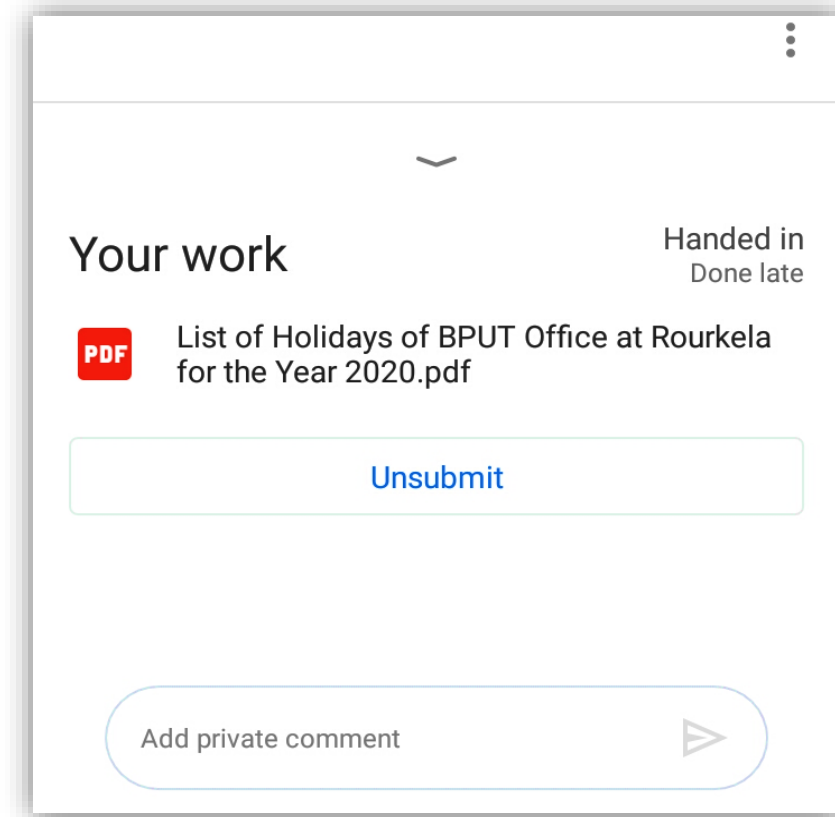 Your work
Handed in
Done late
PDF
List of Holidays of BPUT Office at Rourkela
for the Year 2020.pdf
Unsubmit
Add private comment